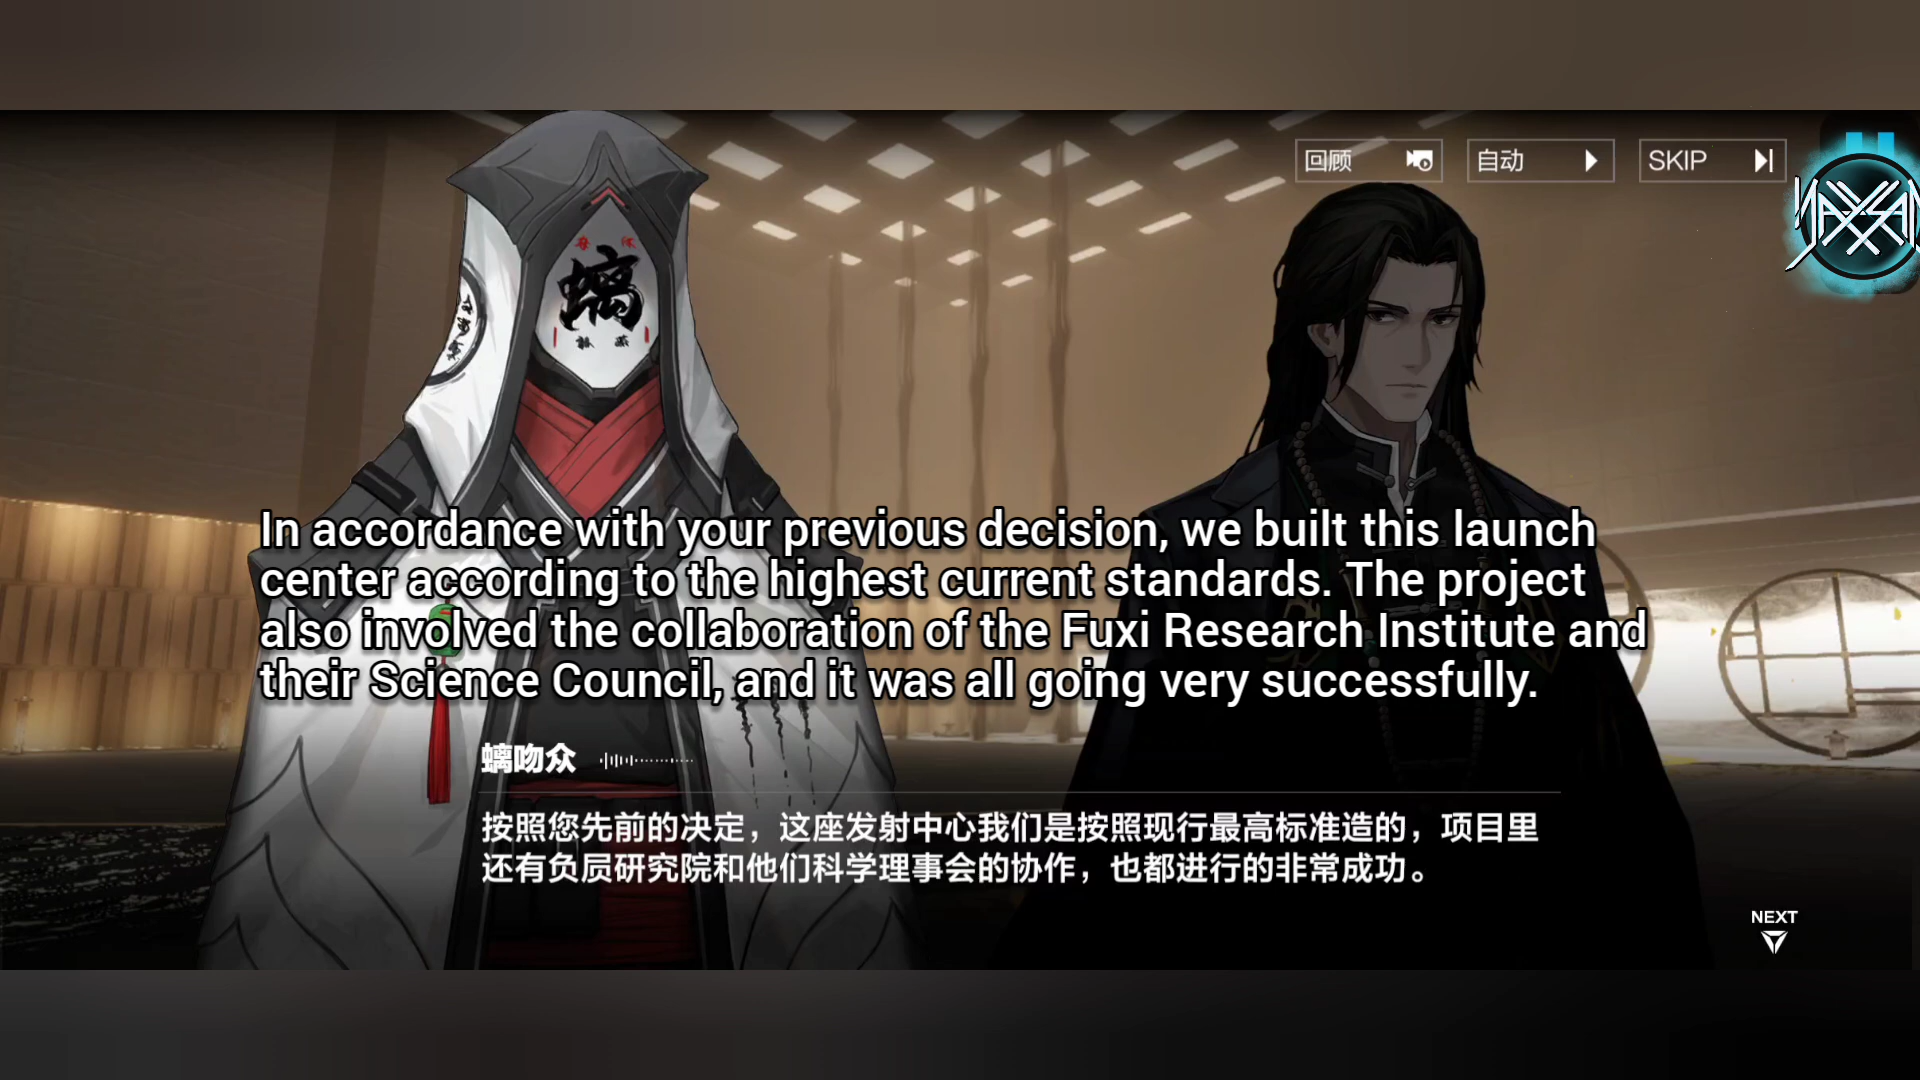 回顾
自动
SKIP
螭
In accordance with your previous decision, we built this launch
center according to the highest current standards. The project
also involved the collaboration of the Fuxi Research Institute and
their Science Council, and it was all going very successfully.
螭吻众
按照您先前的决定，这座发射中心我们是按照现行最高标准造的，项目里
还有负屃研究院和他们科学理事会的协作，也都进行的非常成功。
NEXT